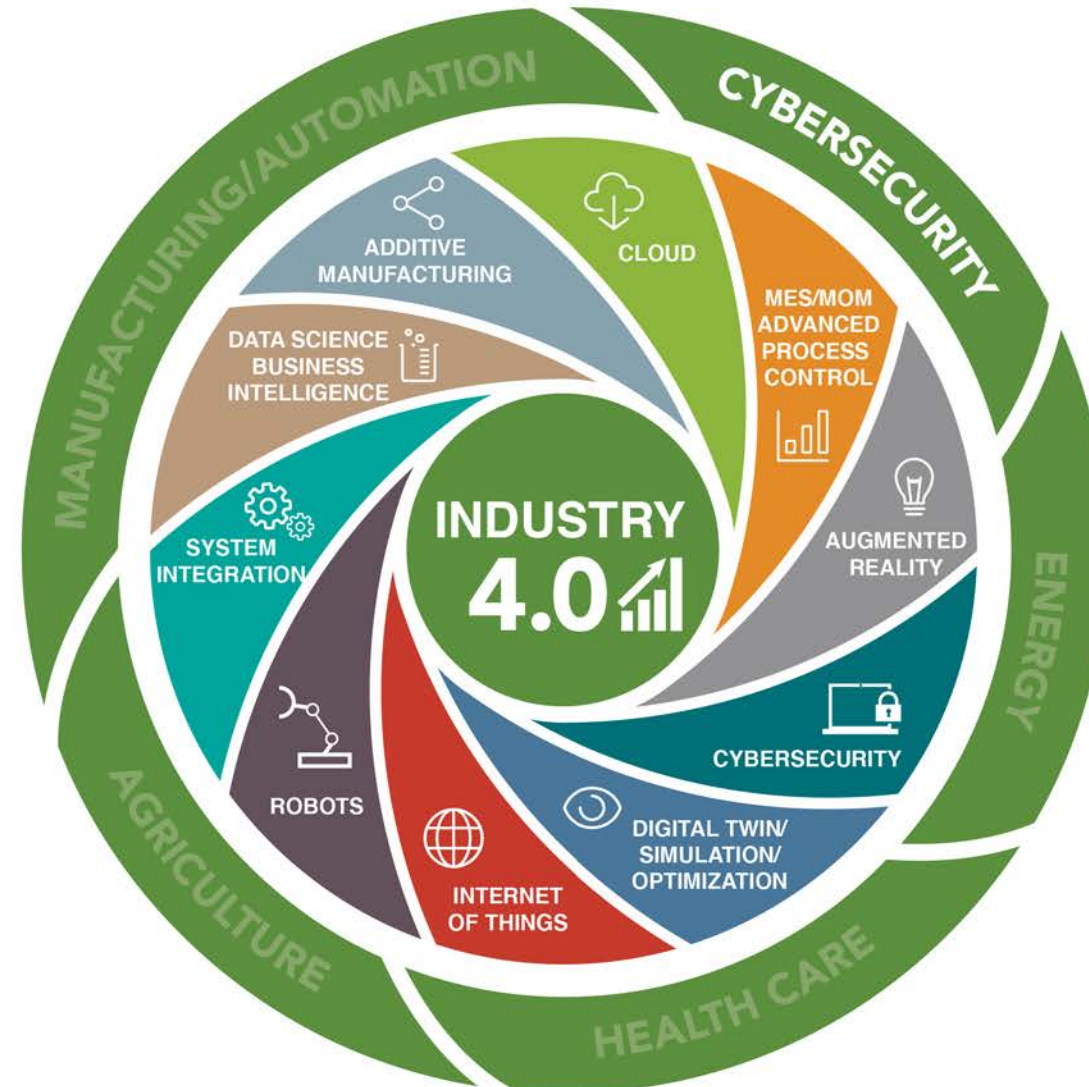 MANUFACTURING/AUTOMATION
CYBERSECURITY
ENERGY
HEALTH CARE
AGRICULTURE
CLOUD
MES/MOM
ADVANCED
PROCESS
CONTROL
AUGMENTED
REALITY
CYBERSECURITY
DIGITAL TWIN/
SIMULATION/
OPTIMIZATION
INTERNET
OF THINGS
ROBOTS
SYSTEM
INTEGRATION
DATA SCIENCE
BUSINESS
INTELLIGENCE
ADDITIVE
MANUFACTURING
INDUSTRY
4.0